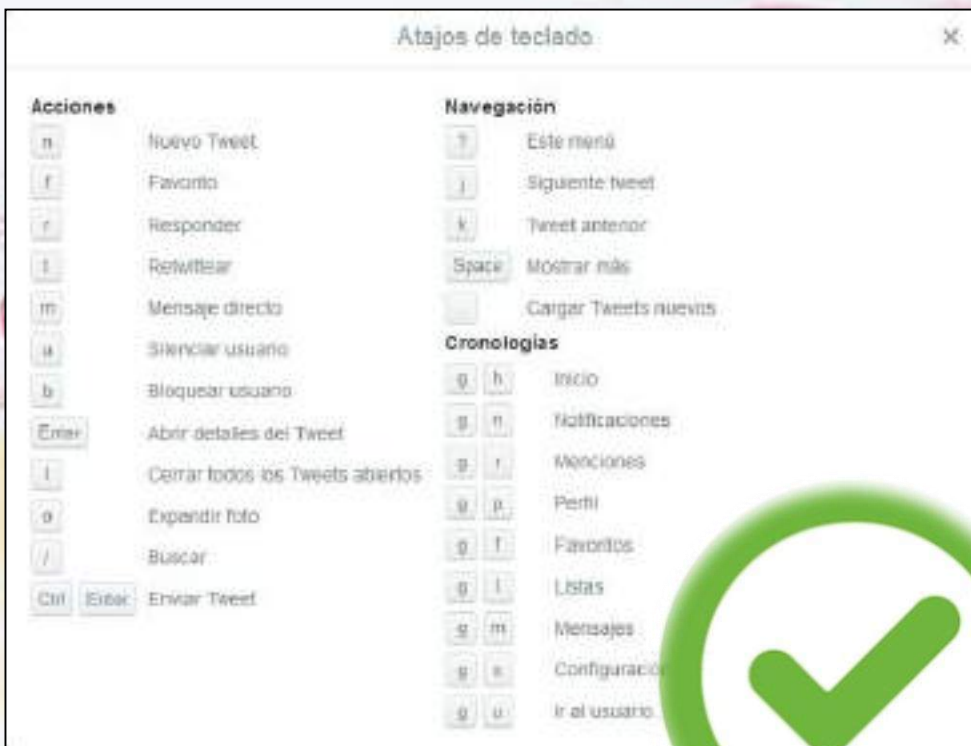 Atajos de teclado
Acciones
n Nuevo Tweet
f Favorito
r Responder
t Retwittear
m Mensaje directo
u Silenciar usuario
b Bloquear usuario
Enter Abrir detalles del Tweet
l Cerrar todos los Tweets abiertos
o Expandir foto
/ Buscar
Ctrl Enter Enviar Tweet
Navegación
? Este menú
j Siguiente tweet
k Tweet anterior
Space Mostrar más
Cargar Tweets nuevos
Cronologías
g h Inicio
g n Notificaciones
g r Menciones
g p Perfil
g f Favoritos
g l Listas
g m Mensajes
g s Configuración
g u Ir al usuario